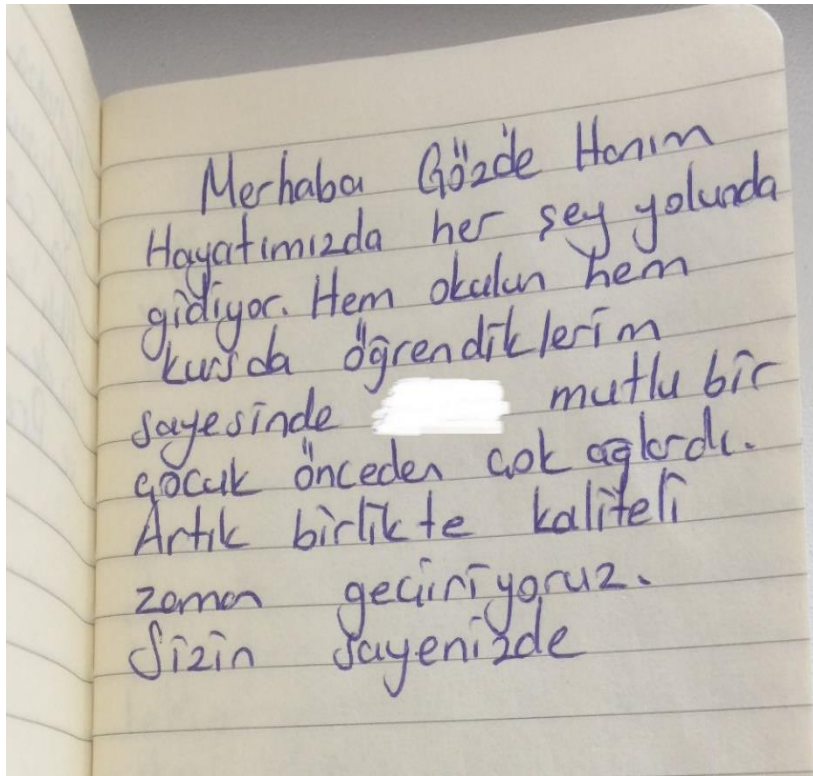 Merhaba Gözde Hanım
Hayatımızda her şey yolunda
gidiyor. Hem okulun hem
kursda öğrendiklerim
sayesinde mutlu bir
çocuk önceden çok ağlardı.
Artık birlikte kaliteli
zaman geçiriyoruz.
Sizin sayenizde